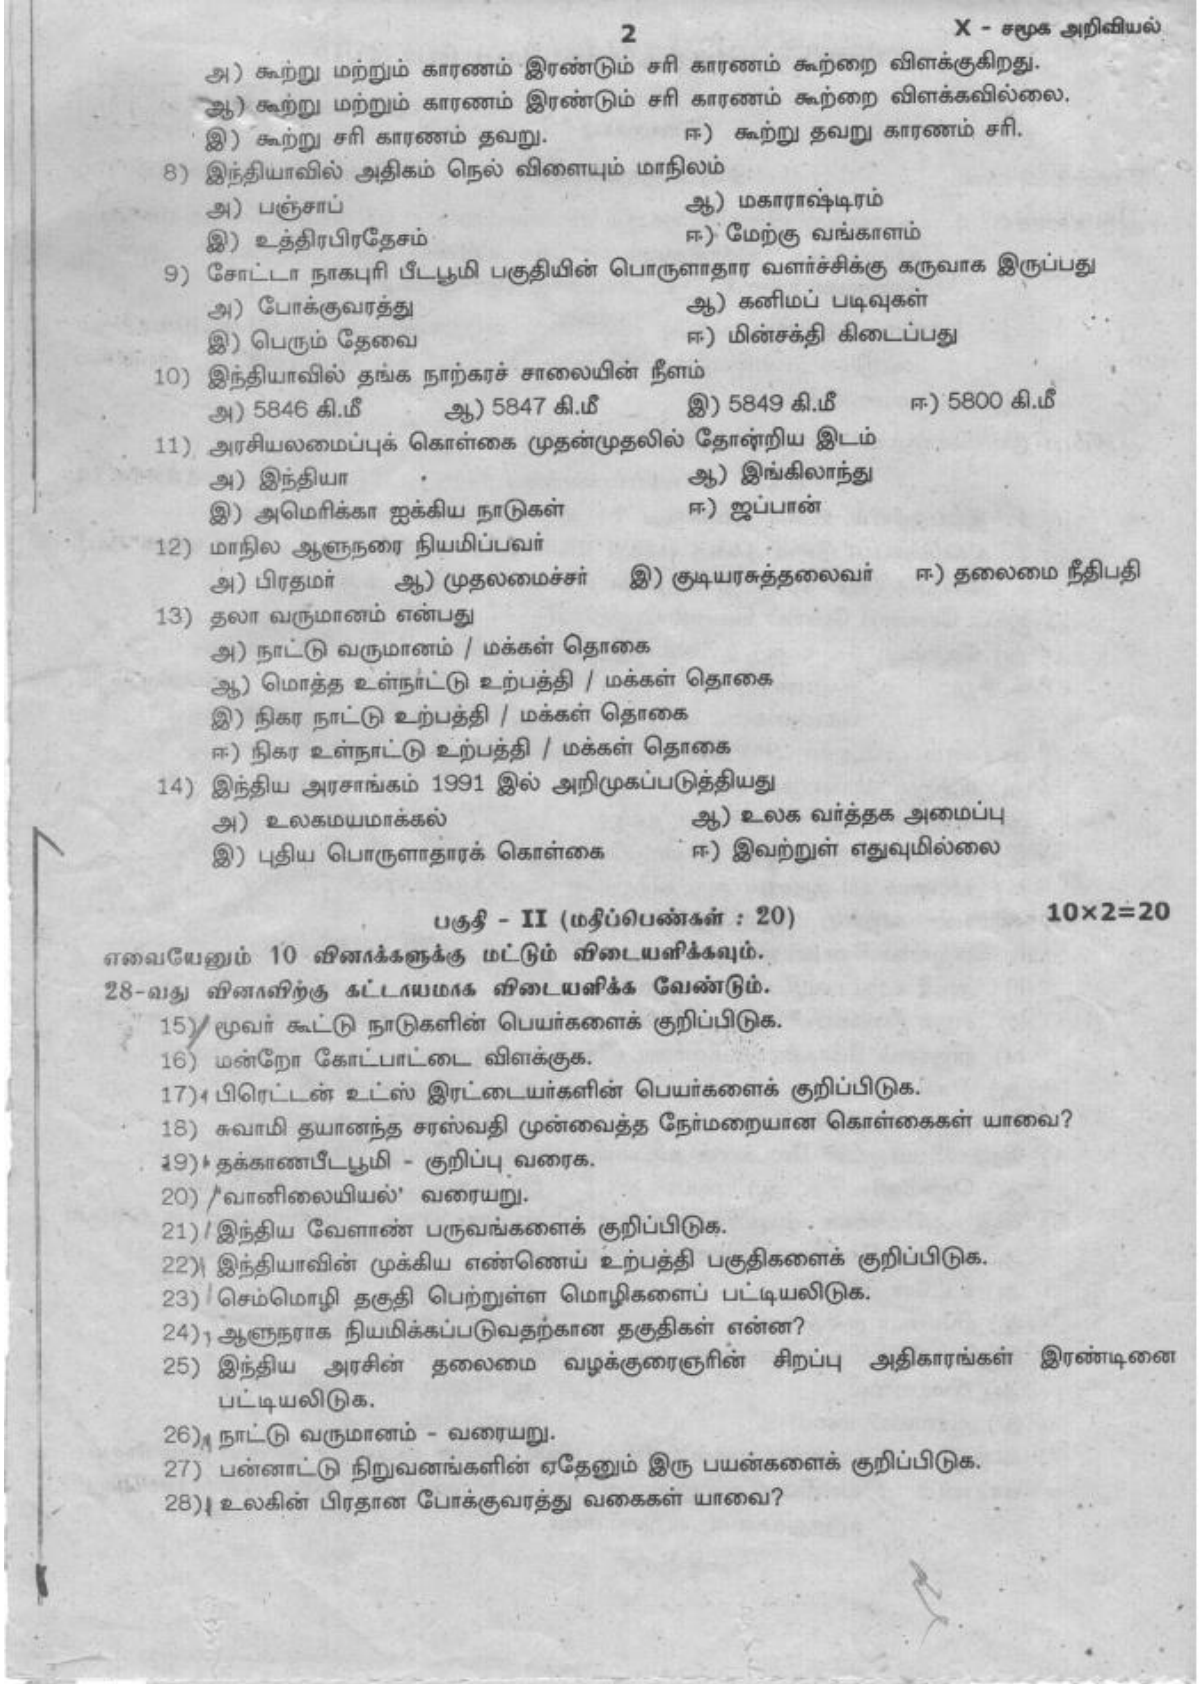 2
X - சமூக அறிவியல்
அ) கூற்று மற்றும் காரணம் இரண்டும் சரி காரணம் கூற்றை விளக்குகிறது.
ஆ) கூற்று மற்றும் காரணம் இரண்டும் சரி காரணம் கூற்றை விளக்கவில்லை.
இ) கூற்று சரி காரணம் தவறு. ஈ) கூற்று தவறு காரணம் சரி.
8) இந்தியாவில் அதிகம் நெல் விளையும் மாநிலம்
அ) பஞ்சாப் ஆ) மகாராஷ்டிரம்
இ) உத்திரபிரதேசம் ஈ) மேற்கு வங்காளம்
9) சோட்டா நாகபுரி பீடபூமி பகுதியின் பொருளாதார வளர்ச்சிக்கு கருவாக இருப்பது
அ) போக்குவரத்து ஆ) கனிமப் படிவுகள்
இ) பெரும் தேவை ஈ) மின்சக்தி கிடைப்பது
10) இந்தியாவில் தங்க நாற்கரச் சாலையின் நீளம்
அ) 5846 கி.மீ ஆ) 5847 கி.மீ இ) 5849 கி.மீ ஈ) 5800 கி.மீ
11) அரசியலமைப்புக் கொள்கை முதன்முதலில் தோன்றிய இடம்
அ) இந்தியா ஆ) இங்கிலாந்து
இ) அமெரிக்கா ஐக்கிய நாடுகள் ஈ) ஜப்பான்
12) மாநில ஆளுநரை நியமிப்பவர்
அ) பிரதமர் ஆ) முதலமைச்சர் இ) குடியரசுத்தலைவர் ஈ) தலைமை நீதிபதி
13) தலா வருமானம் என்பது
அ) நாட்டு வருமானம் / மக்கள் தொகை
ஆ) மொத்த உள்நர்ட்டு உற்பத்தி / மக்கள் தொகை
இ) நிகர நாட்டு உற்பத்தி / மக்கள் தொகை
ஈ) நிகர உள்நாட்டு உற்பத்தி / மக்கள் தொகை
14) இந்திய அரசாங்கம் 1991 இல் அறிமுகப்படுத்தியது
அ) உலகமயமாக்கல் ஆ) உலக வர்த்தக அமைப்பு
இ) புதிய பொருளாதாரக் கொள்கை ஈ) இவற்றுள் எதுவுமில்லை
பகுதி - II (மதிப்பெண்கள் : 20) 10×2=20
எவையேனும் 10 வினாக்களுக்கு மட்டும் விடையளிக்கவும்.
28-வது வினாவிற்கு கட்டாயமாக விடையளிக்க வேண்டும்.
15) மூவர் கூட்டு நாடுகளின் பெயர்களைக் குறிப்பிடுக.
16) மன்றோ கோட்பாட்டை விளக்குக.
17) பிரெட்டன் உட்ஸ் இரட்டையர்களின் பெயர்களைக் குறிப்பிடுக.
18) சுவாமி தயானந்த சரஸ்வதி முன்வைத்த நேர்மறையான கொள்கைகள் யாவை?
19) தக்காணபீடபூமி - குறிப்பு வரைக.
20) 'வானிலையியல்' வரையறு.
21) இந்திய வேளாண் பருவங்களைக் குறிப்பிடுக.
22) இந்தியாவின் முக்கிய எண்ணெய் உற்பத்தி பகுதிகளைக் குறிப்பிடுக.
23) செம்மொழி தகுதி பெற்றுள்ள மொழிகளைப் பட்டியலிடுக.
24) ஆளுநராக நியமிக்கப்படுவதற்கான தகுதிகள் என்ன?
25) இந்திய அரசின் தலைமை வழக்குரைஞரின் சிறப்பு அதிகாரங்கள் இரண்டினை
பட்டியலிடுக.
26) நாட்டு வருமானம் - வரையறு.
27) பன்னாட்டு நிறுவனங்களின் ஏதேனும் இரு பயன்களைக் குறிப்பிடுக.
28) உலகின் பிரதான போக்குவரத்து வகைகள் யாவை?